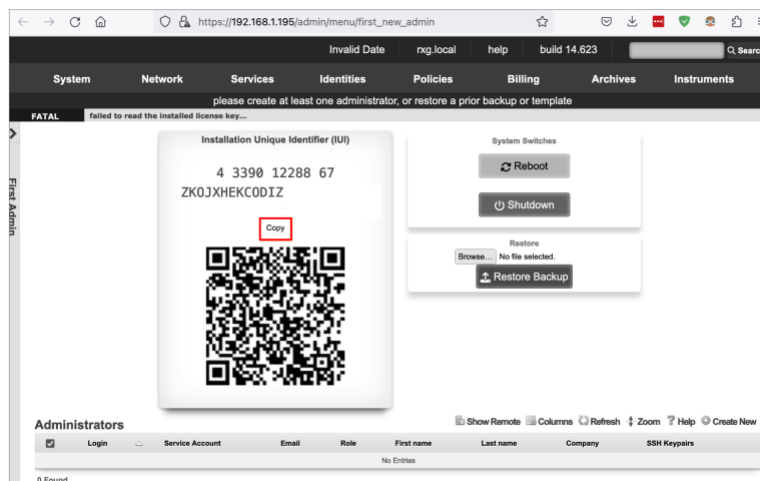 https://192.168.1.195/admin/menu/first_new_admin
Invalid Date rxg.local help build 14.623 Searc
System Network Services Identities Policies Billing Archives Instruments
please create at least one administrator, or restore a prior backup or template
FATAL failed to read the installed license key...
First Admin
Installation Unique Identifier (IUI)
4 3390 12288 67
ZKOJXHEKCODIZ
Copy
System Switches
Reboot
Shutdown
Restore
Browse... No file selected.
Restore Backup
Administrators Show Remote Columns Refresh Zoom Help Create New
Login Service Account Email Role First name Last name Company SSH Keypairs
No Entries
0 Found